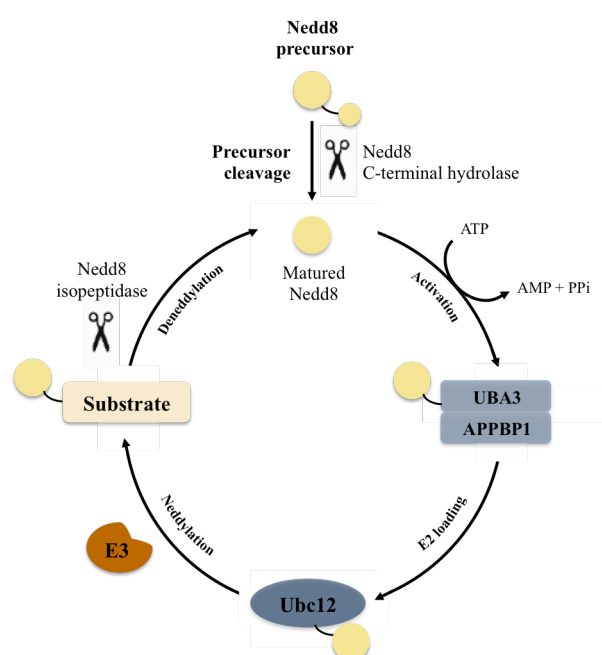 Nedd8
precursor
Precursor
cleavage
Nedd8
C-terminal hydrolase
Matured
Nedd8
ATP
AMP + PPi
Activation
UBA3
APPBP1
E2 loading
Ubc12
Neddylation
E3
Substrate
Nedd8
isopeptidase
Deneddylation